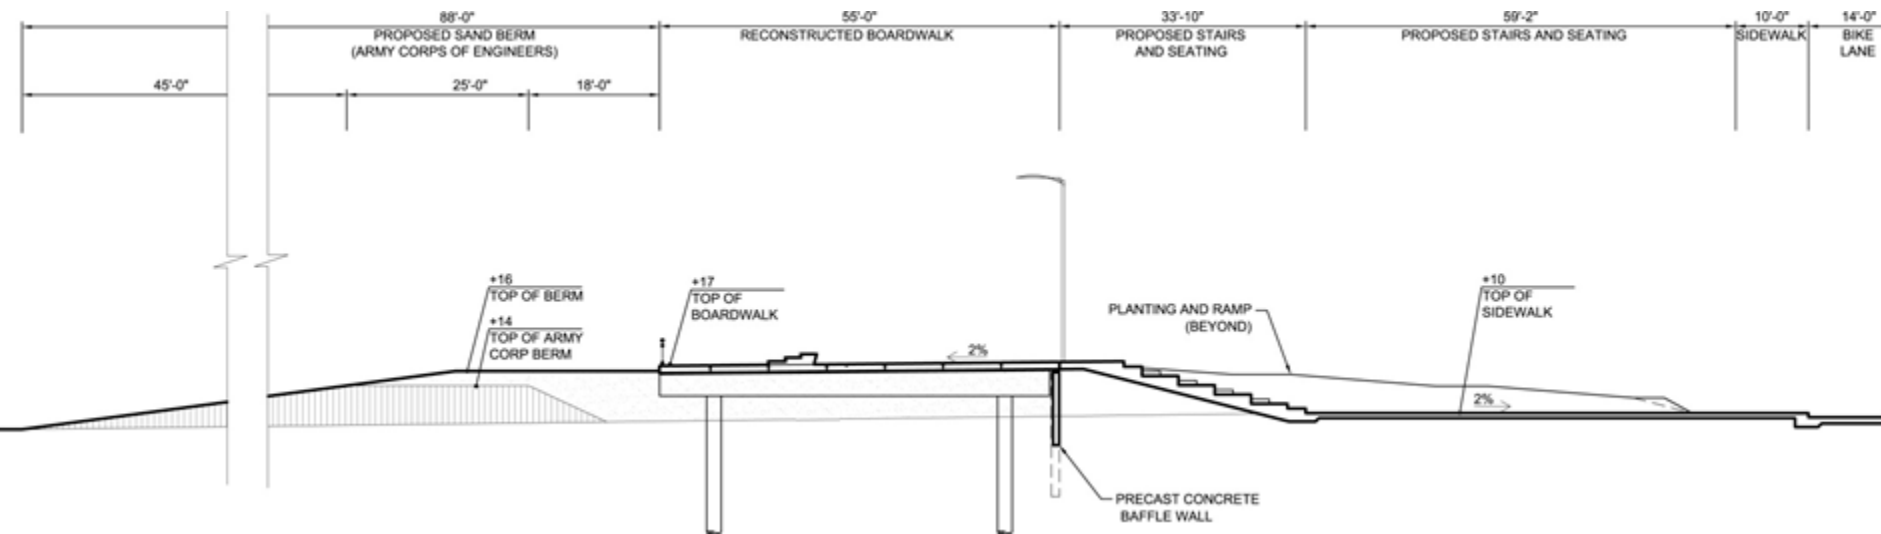 88'-0"
PROPOSED SAND BERM
(ARMY CORPS OF ENGINEERS)
55'-0"
RECONSTRUCTED BOARDWALK
33'-10"
PROPOSED STAIRS
AND SEATING
59'-2"
PROPOSED STAIRS AND SEATING
10'-0"
SIDEWALK
14'-0"
BIKE
LANE
45'-0"
25'-0"
18'-0"
+16
TOP OF BERM
+14
TOP OF ARMY
CORP BERM
+17
TOP OF
BOARDWALK
2%
PLANTING AND RAMP
(BEYOND)
+10
TOP OF
SIDEWALK
2%
PRECAST CONCRETE
BAFFLE WALL